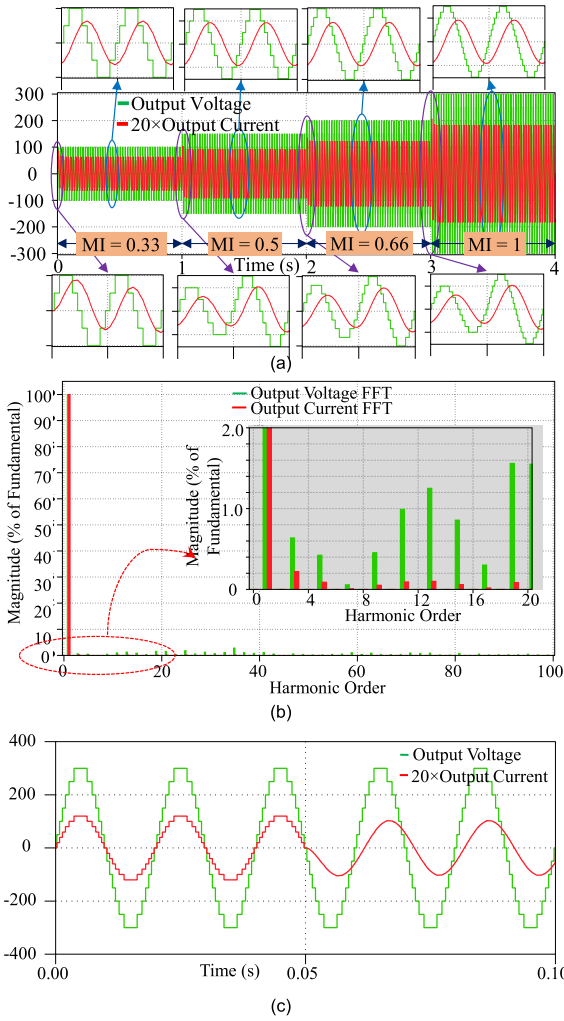 300
200
100
0
-100
-200
-300
Output Voltage
20×Output Current
MI = 0.33
MI = 0.5
MI = 0.66
MI = 1
0
1
2
3
4
Time (s)
(a)
Magnitude (% of Fundamental)
100
90
80
70
60
50
40
30
20
10
0
Output Voltage FFT
Output Current FFT
Magnitude (% of
Fundamental)
2.0
1.0
0
0
4
8
12
16
20
Harmonic Order
0
20
40
60
80
100
Harmonic Order
(b)
400
200
0
-200
-400
Output Voltage
20×Output Current
0.00
0.05
0.10
Time (s)
(c)